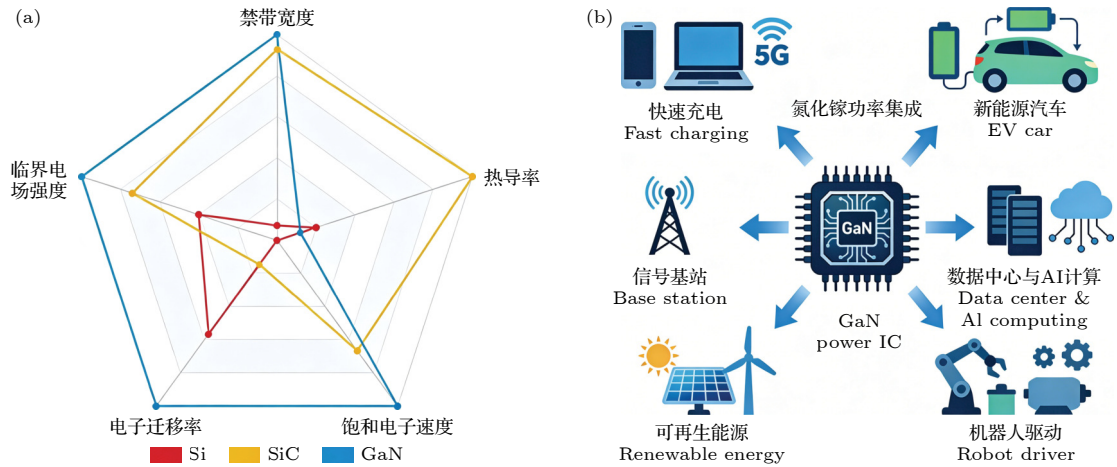 (a)
禁带宽度
临界电
场强度
热导率
电子迁移率
饱和电子速度
Si
SiC
GaN
(b)
5G
快速充电
Fast charging
氮化镓功率集成
新能源汽车
EV car
GaN
信号基站
Base station
数据中心与AI计算
Data center &
AI computing
GaN
power IC
可再生能源
Renewable energy
机器人驱动
Robot driver